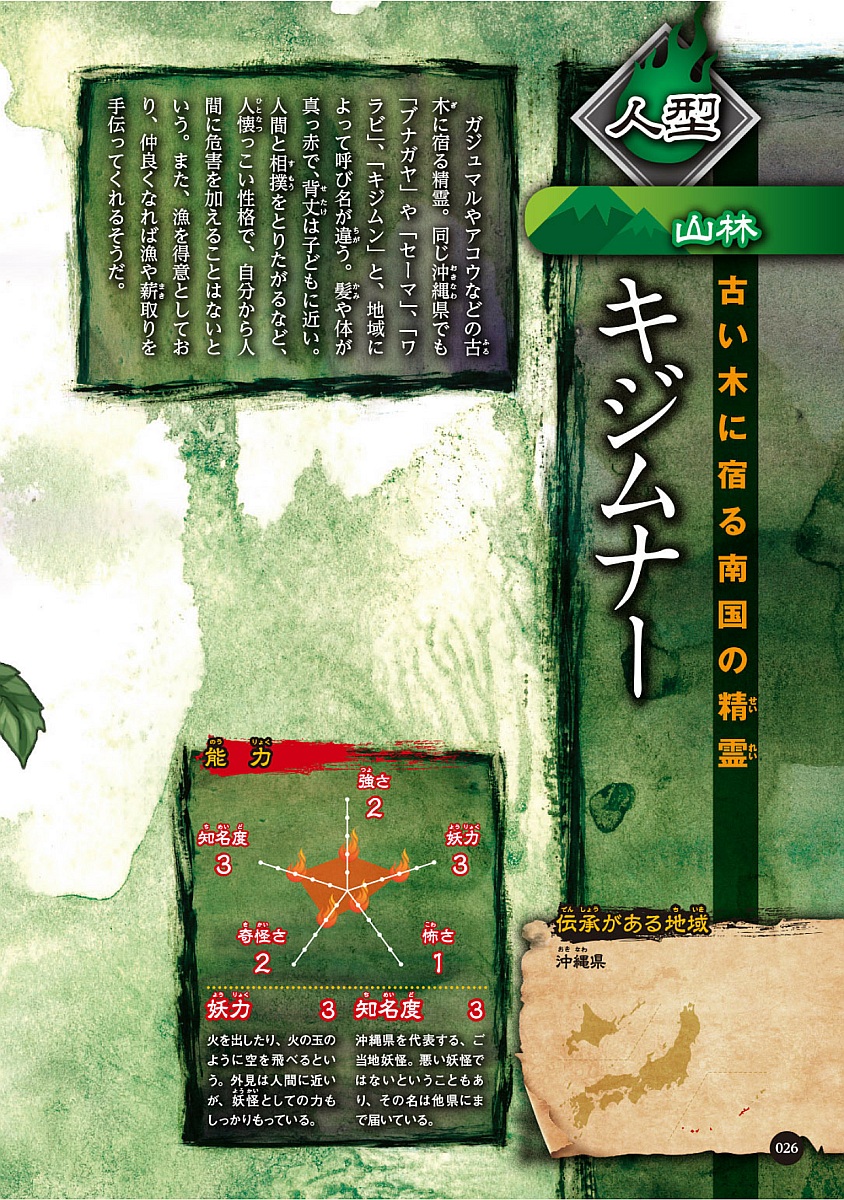 人型
山林
古い木に宿る南国の精霊
キジムナー
ガジュマルやアコウなどの古
木に宿る精霊。同じ沖縄県でも
「ブナガヤ」や「セーマ」、「ワ
ラビ」、「キジムン」と、地域に
よって呼び名が違う。髪や体が
真っ赤で、背丈は子どもに近い。
人間と相撲をとりたがるなど、
人懐っこい性格で、自分から人
間に危害を加えることはないと
いう。また、漁を得意としてお
り、仲良くなれば漁や薪取りを
手伝ってくれるそうだ。
能力
強さ
2
妖力
3
怖さ
1
奇怪さ
2
知名度
3
妖力 3
火を出したり、火の玉の
ように空を飛べるとい
う。外見は人間に近い
が、妖怪としての力も
しっかりもっている。
知名度 3
沖縄県を代表する、ご
当地妖怪。悪い妖怪で
はないということもあ
り、その名は他県にま
で届いている。
伝承がある地域
沖縄県
026